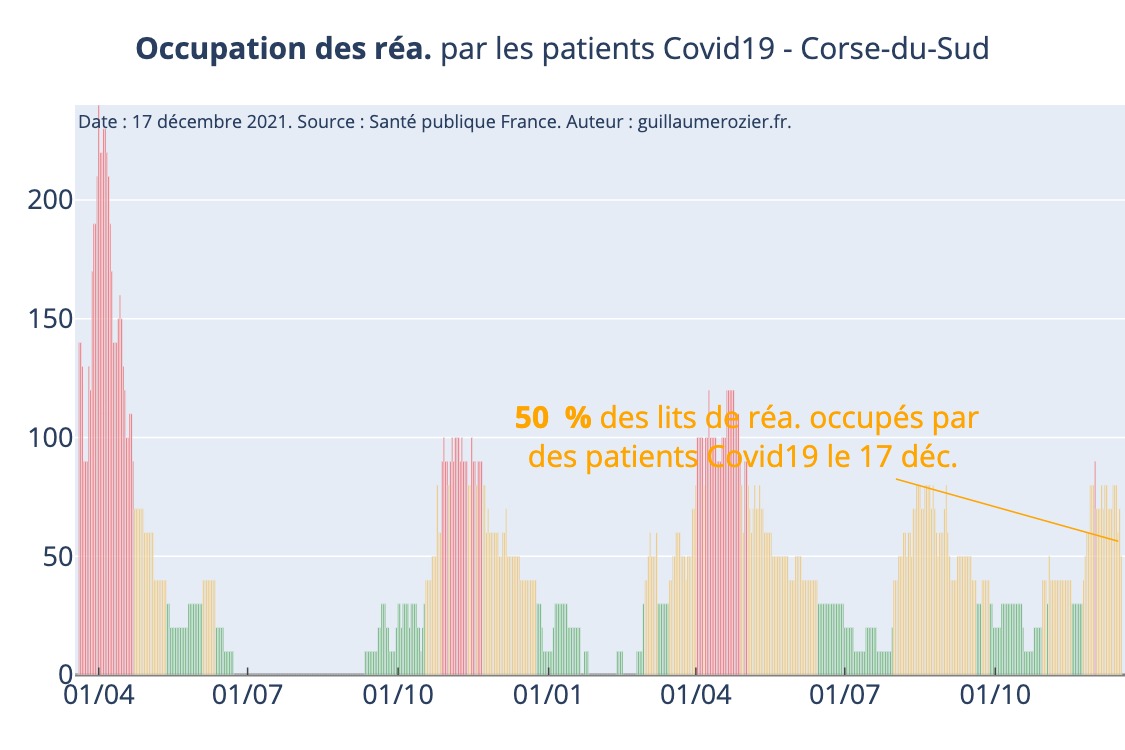 Occupation des réa. par les patients Covid19 - Corse-du-Sud
Date : 17 décembre 2021. Source : Santé publique France. Auteur : guillaumerozier.fr.
200
150
100
50
0
50 % des lits de réa. occupés par
des patients Covid19 le 17 déc.
01/04 01/07 01/10 01/01 01/04 01/07 01/10